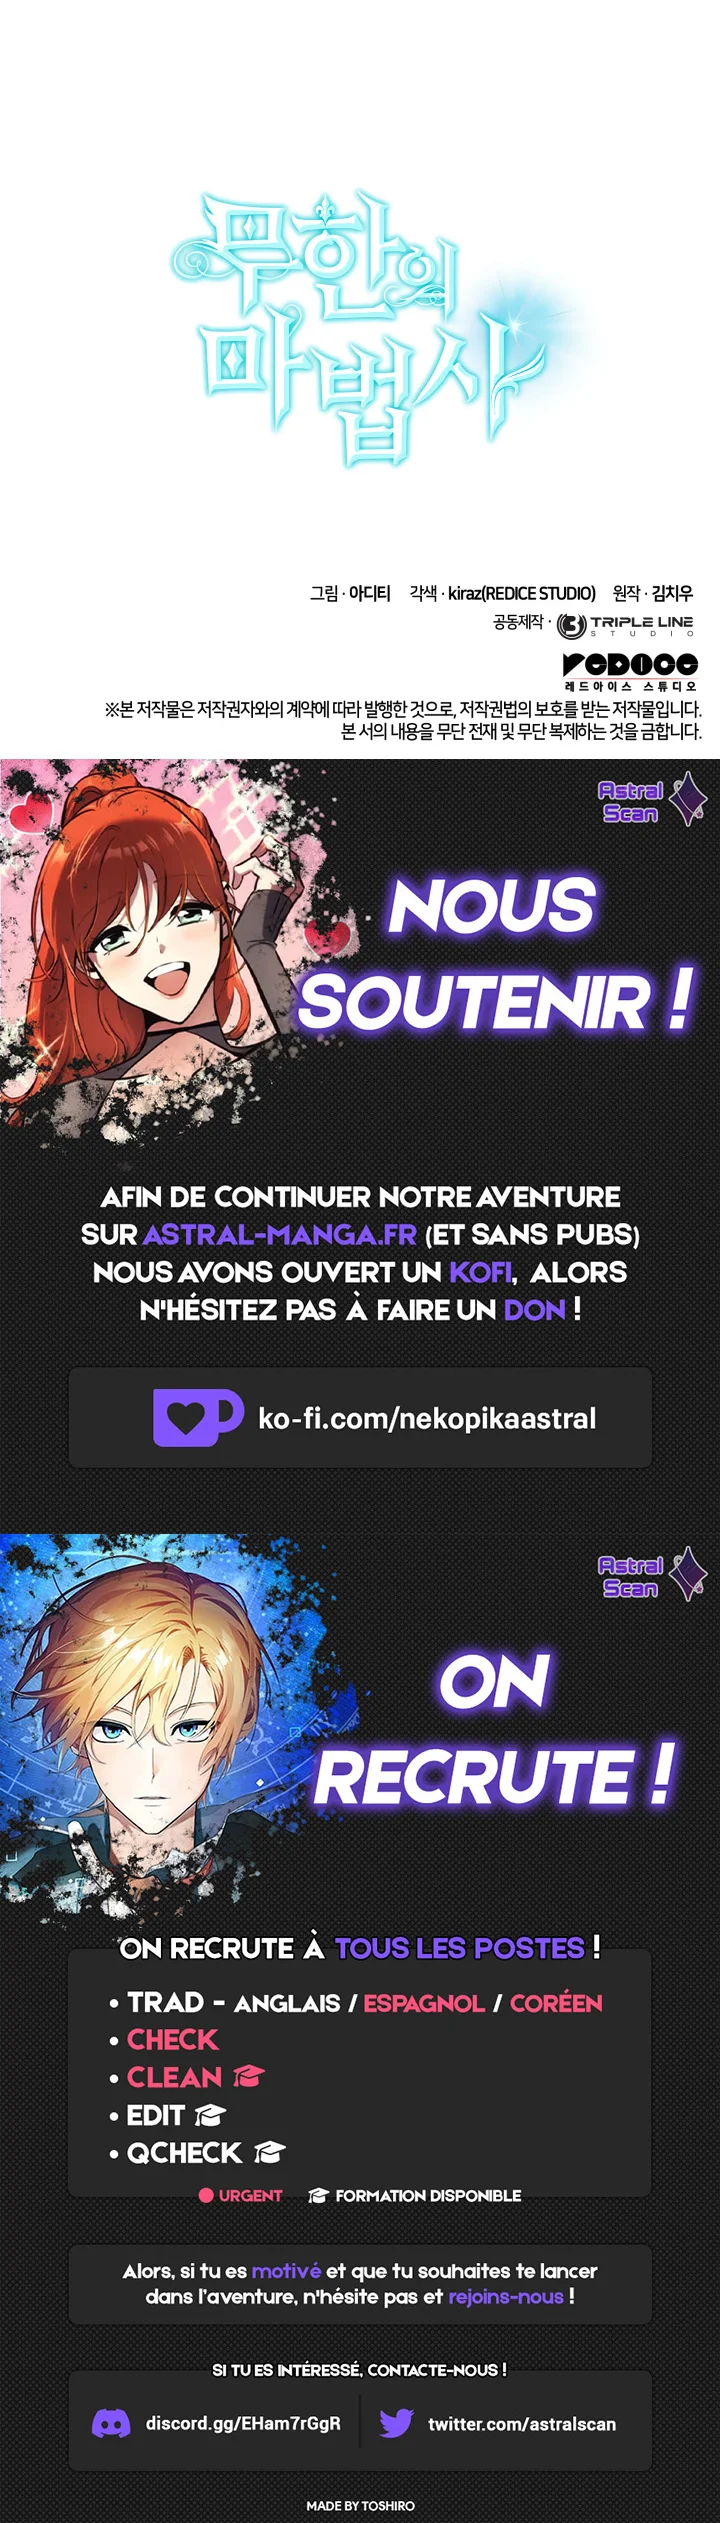 무한의
마법사
그림 · 아디티 각색 · kiraz(REDICE STUDIO) 원작 · 김치우
공동제작 · 3 TRIPLE LINE
STUDIO
REDICE
레드아이스 스튜디오
※본 저작물은 저작권자와의 계약에 따라 발행한 것으로, 저작권법의 보호를 받는 저작물입니다.
본 서의 내용을 무단 전재 및 무단 복제하는 것을 금합니다.
Astral
Scan
NOUS
SOUTENIR !
AFIN DE CONTINUER NOTRE AVENTURE
SUR ASTRAL-MANGA.FR (ET SANS PUBS)
NOUS AVONS OUVERT UN KOFI, ALORS
N'HÉSITEZ PAS À FAIRE UN DON !
ko-fi.com/nekopikaastral
Astral
Scan
ON
RECRUTE !
ON RECRUTE À TOUS LES POSTES !
• TRAD - ANGLAIS / ESPAGNOL / CORÉEN
• CHECK
• CLEAN
• EDIT
• QCHECK
URGENT FORMATION DISPONIBLE
Alors, si tu es motivé et que tu souhaites te lancer
dans l'aventure, n'hésite pas et rejoins-nous !
SI TU ES INTÉRESSÉ, CONTACTE-NOUS !
discord.gg/EHam7rGgR
twitter.com/astralscan
MADE BY TOSHIRO